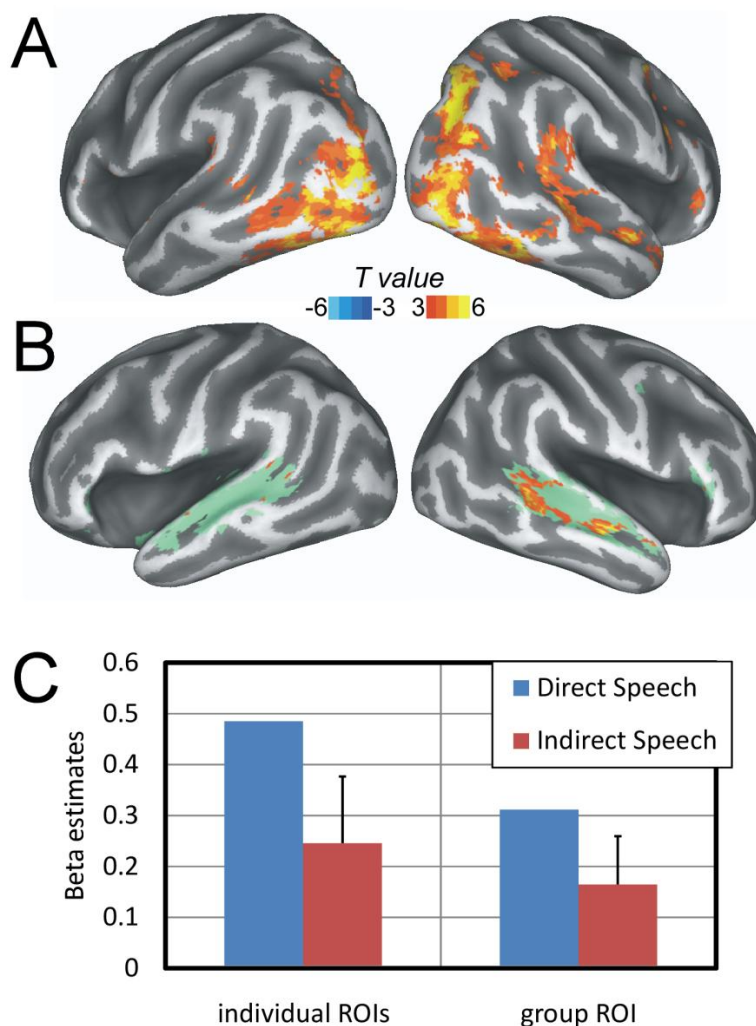 A
T value
-6 -3 3 6
B
C
0.6
0.5
0.4
0.3
0.2
0.1
0
Beta estimates
Direct Speech
Indirect Speech
individual ROIs group ROI